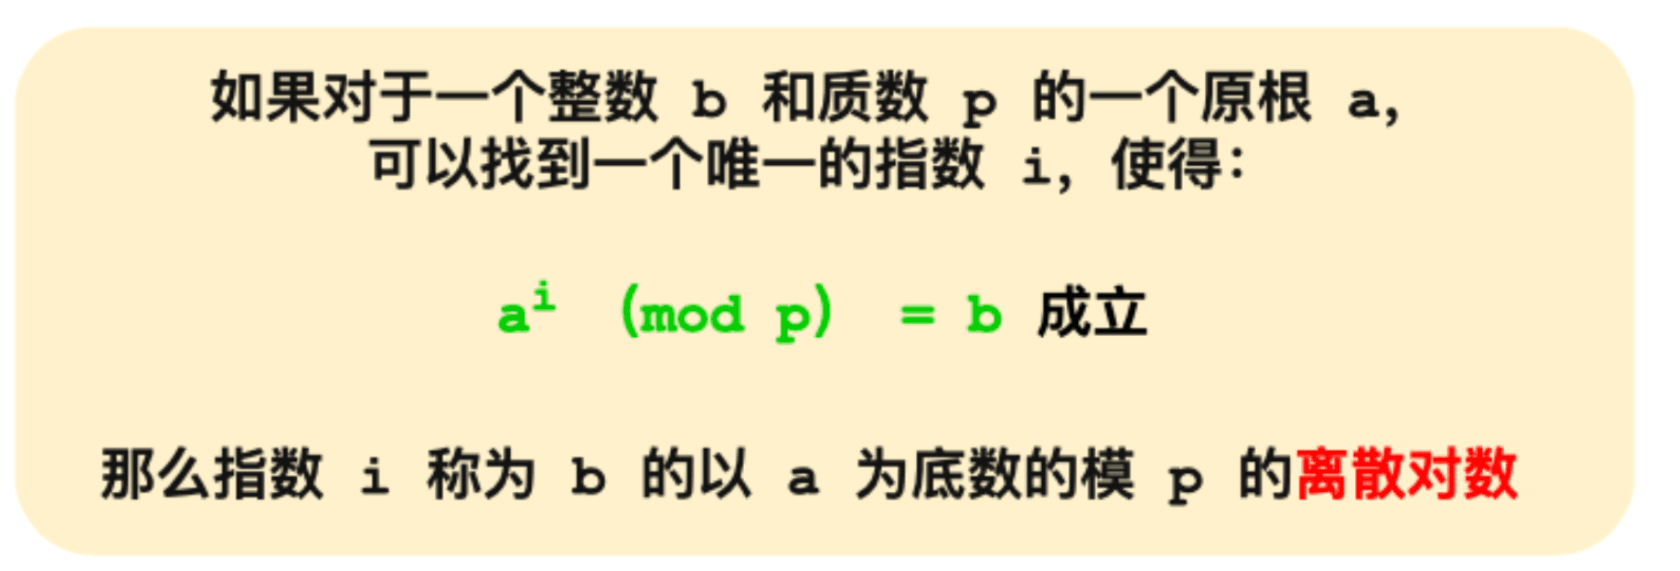 如果对于一个整数 b 和质数 p 的一个原根 a,
可以找到一个唯一的指数 i, 使得:
aⁱ (mod p) = b 成立
那么指数 i 称为 b 的以 a 为底数的模 p 的离散对数